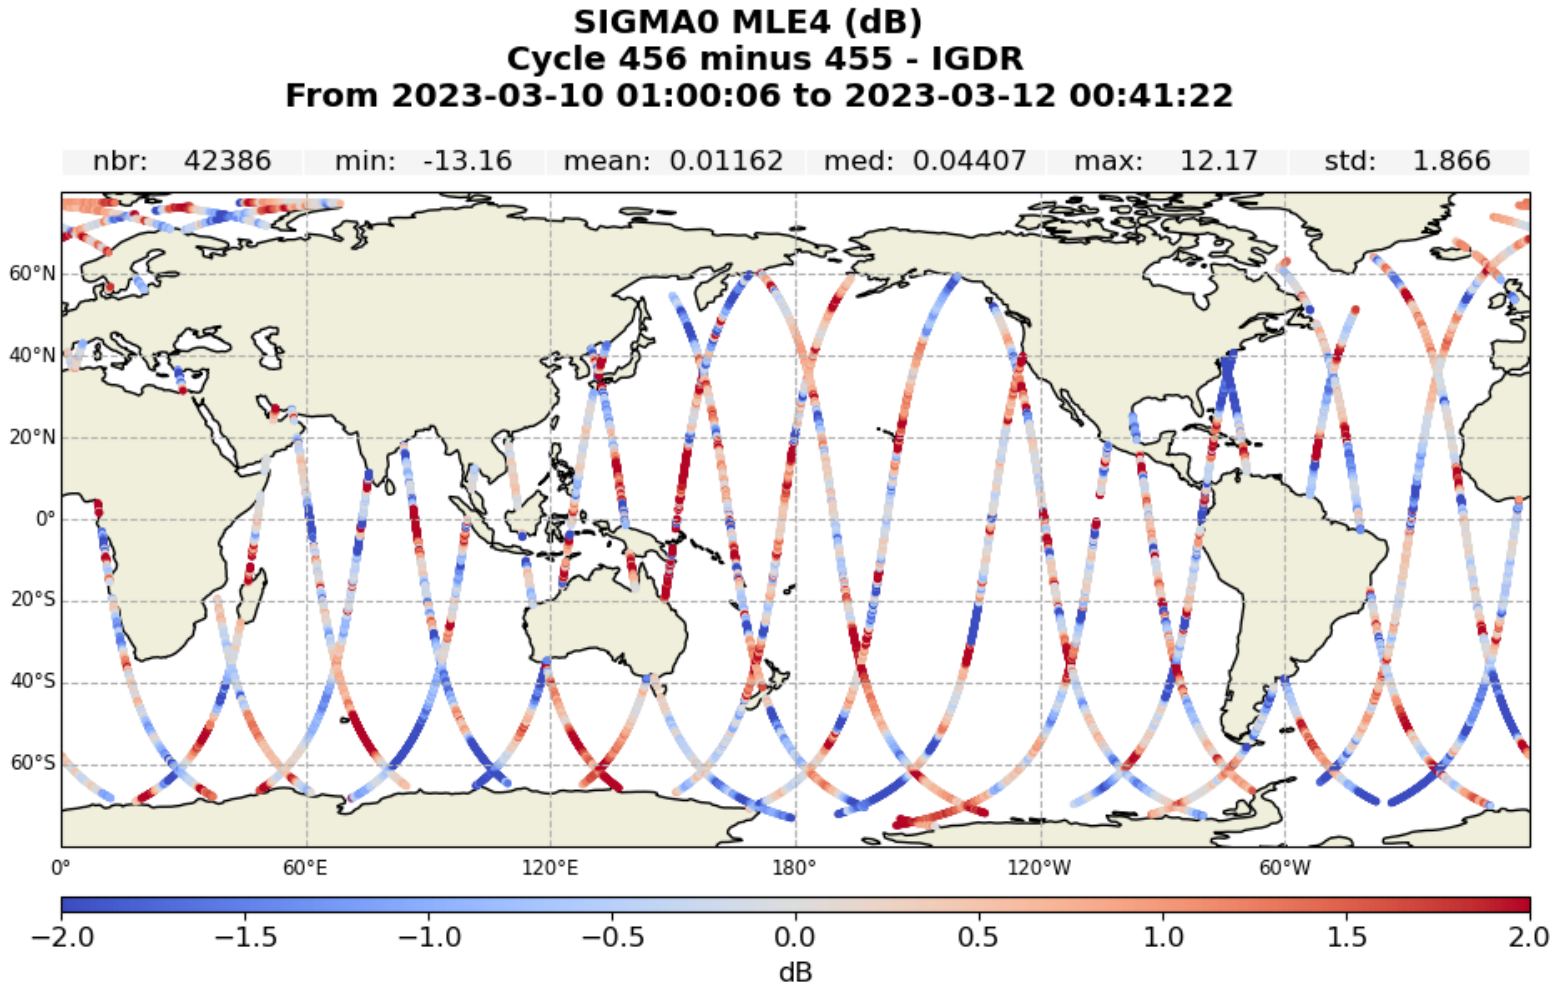 SIGMA0 MLE4 (dB)
Cycle 456 minus 455 - IGDR
From 2023-03-10 01:00:06 to 2023-03-12 00:41:22
nbr: 42386 min: -13.16 mean: 0.01162 med: 0.04407 max: 12.17 std: 1.866
60°N
40°N
20°N
0°
20°S
40°S
60°S
0° 60°E 120°E 180° 120°W 60°W
−2.0 −1.5 −1.0 −0.5 0.0 0.5 1.0 1.5 2.0
dB